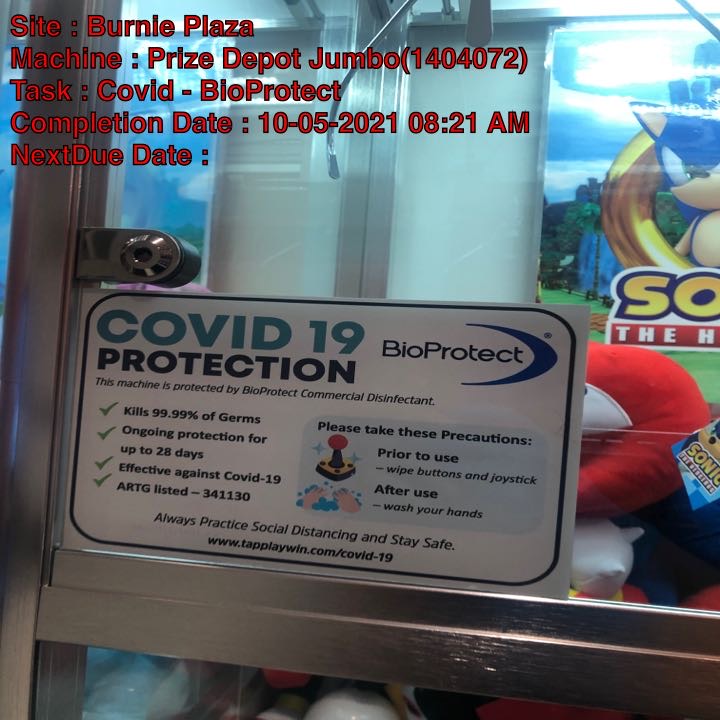 Site : Burnie Plaza
Machine : Prize Depot Jumbo(1404072)
Task : Covid - BioProtect
Completion Date : 10-05-2021 08:21 AM
NextDue Date :
SO
THE H
COVID 19
PROTECTION
BioProtect®
This machine is protected by BioProtect Commercial Disinfectant.
✓ Kills 99.99% of Germs
✓ Ongoing protection for
up to 28 days
✓ Effective against Covid-19
✓ ARTG listed – 341130
Please take these Precautions:
Prior to use
– wipe buttons and joystick
After use
– wash your hands
Always Practice Social Distancing and Stay Safe.
www.tapplaywin.com/covid-19
SONIC